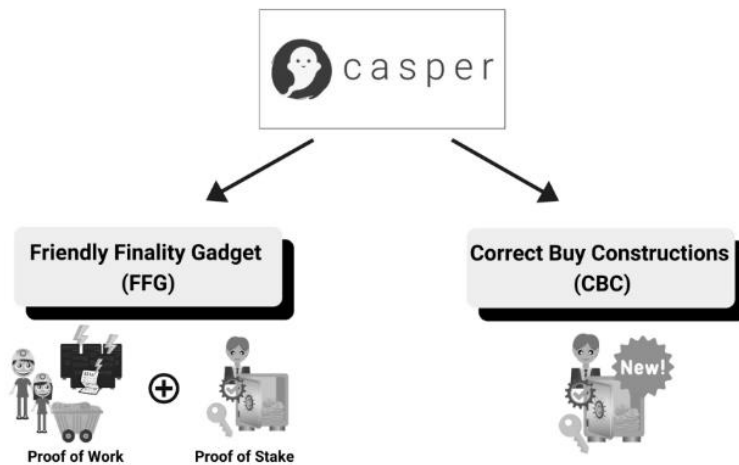 casper
Friendly Finality Gadget
(FFG)
Correct Buy Constructions
(CBC)
New!
Proof of Work
Proof of Stake